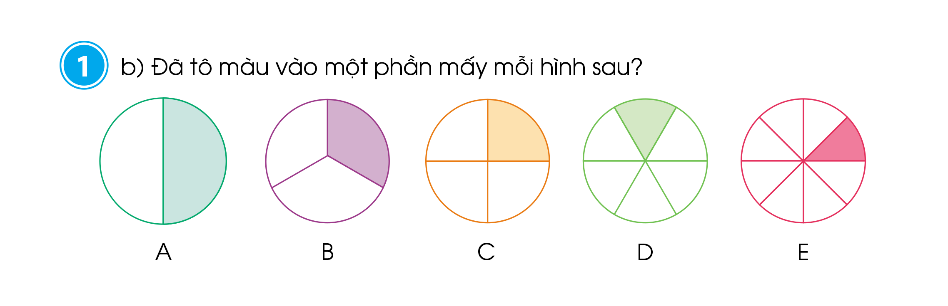 1 b) Đã tô màu vào một phần mấy mỗi hình sau?
A B C D E